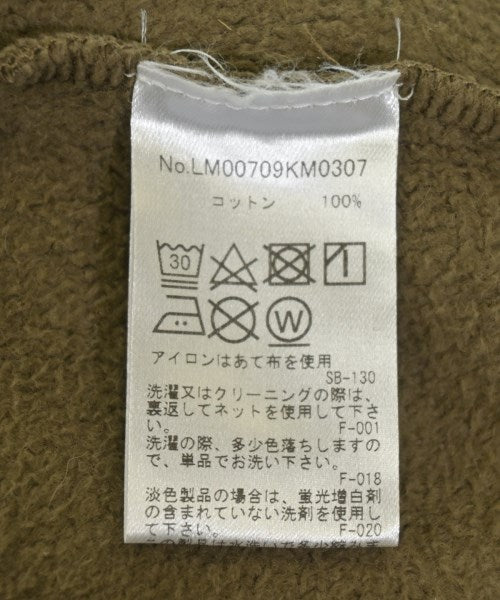 No.LM00709KM0307
コットン 100%
30
W
アイロンはあて布を使用
SB-130
洗濯又はクリーニングの際は、
裏返してネットを使用して下さ
い。 F-001
洗濯の際、多少色落ちしますの
で、単品でお洗い下さい。
F-018
淡色製品の場合は、蛍光増白剤
の含まれていない洗剤を使用し
て下さい。 F-020